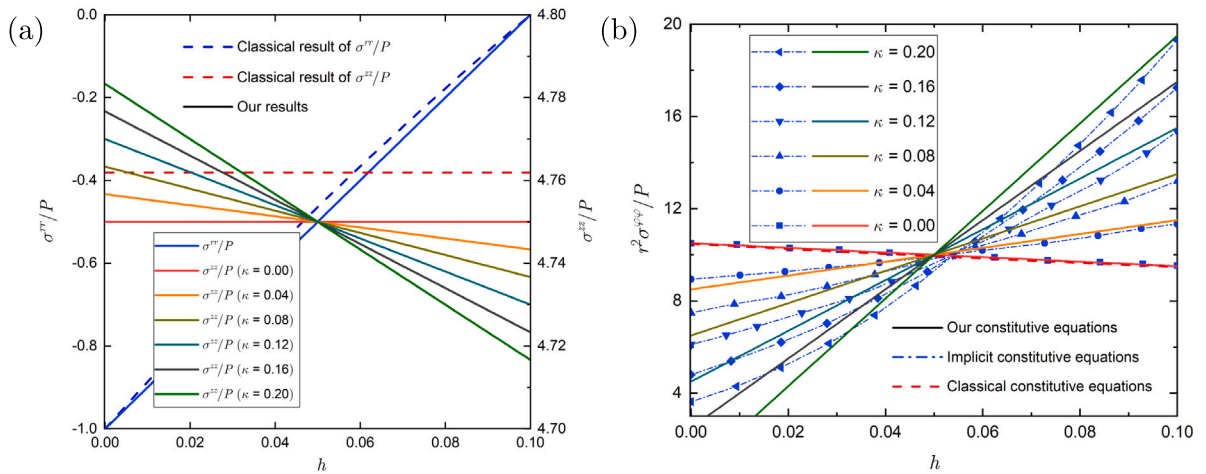 (a)
Classical result of σ^rr/P
Classical result of σ^zz/P
Our results
σ^rr/P
σ^zz/P (κ = 0.00)
σ^zz/P (κ = 0.04)
σ^zz/P (κ = 0.08)
σ^zz/P (κ = 0.12)
σ^zz/P (κ = 0.16)
σ^zz/P (κ = 0.20)
0.0
-0.2
-0.4
-0.6
-0.8
-1.0
σ^rr/P
4.80
4.78
4.76
4.74
4.72
4.70
σ^zz/P
0.00 0.02 0.04 0.06 0.08 0.10
h
(b)
κ = 0.20
κ = 0.16
κ = 0.12
κ = 0.08
κ = 0.04
κ = 0.00
Our constitutive equations
Implicit constitutive equations
Classical constitutive equations
20
16
12
8
4
r²σ^φφ/P
0.00 0.02 0.04 0.06 0.08 0.10
h